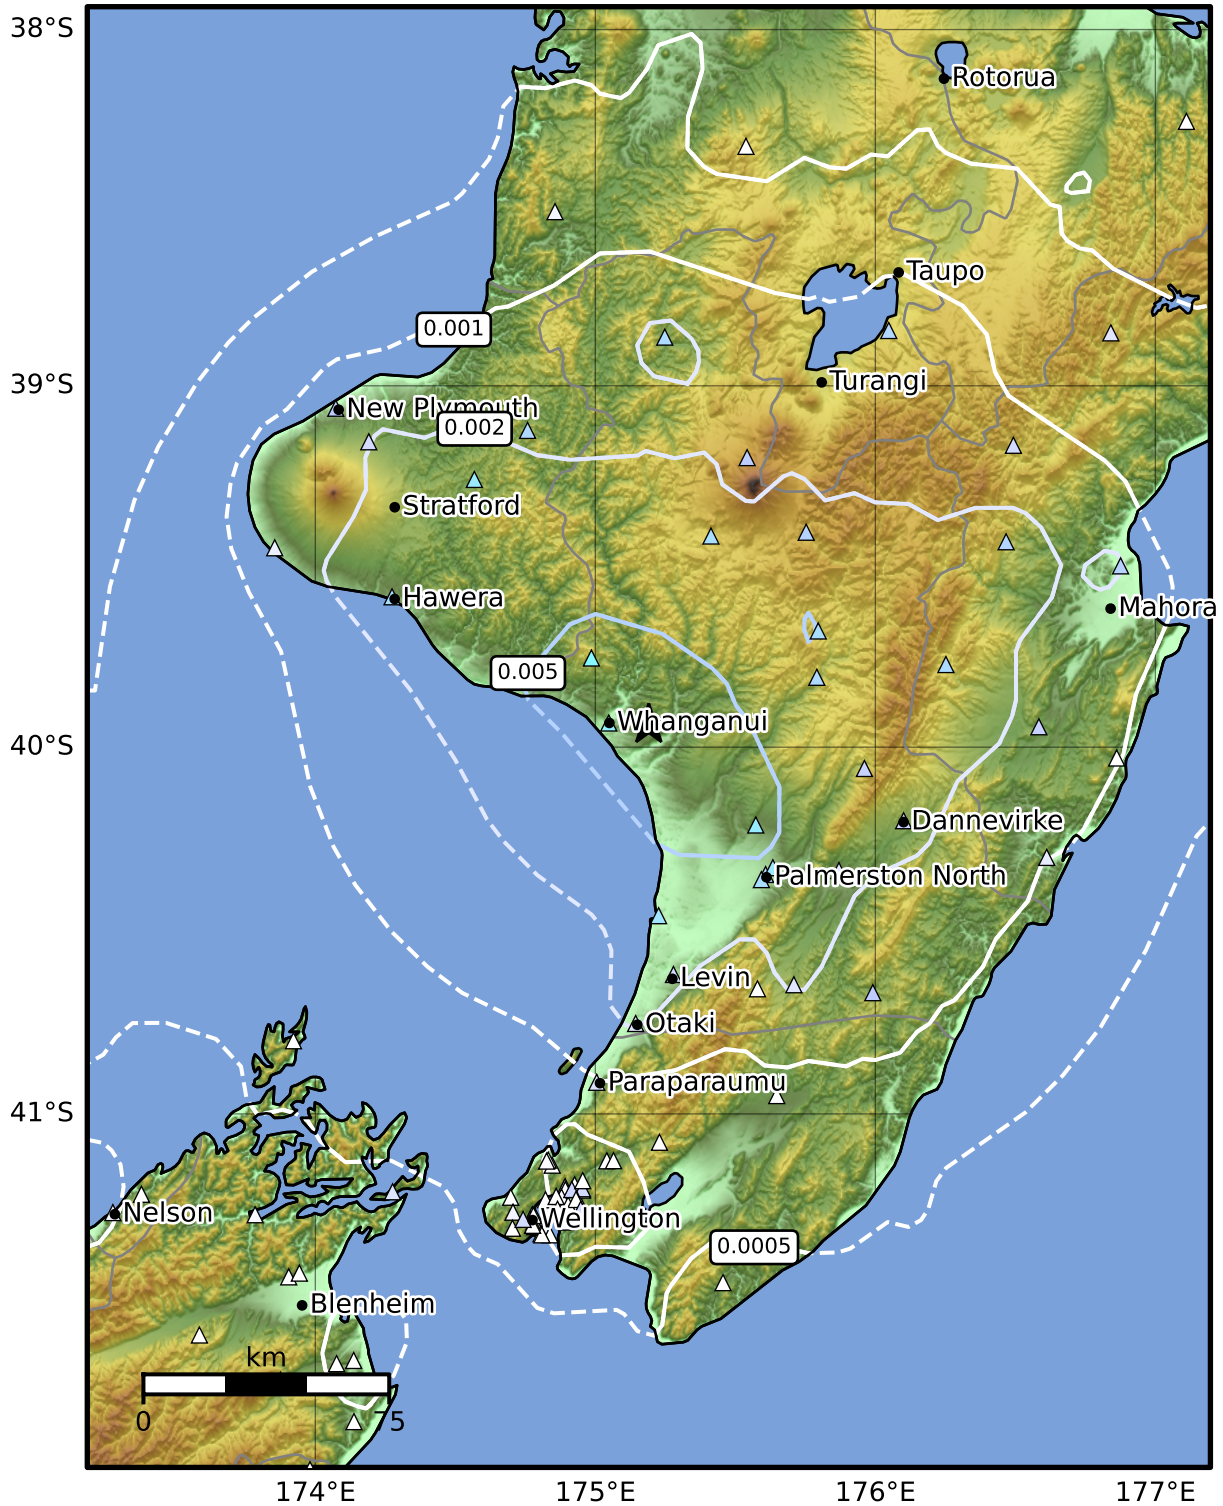 38°S
Rotorua
Taupo
0.001
39°S
Turangi
New Plymouth
0.002
Stratford
Hawera
Mahora
0.005
Whanganui
40°S
Dannevirke
Palmerston North
Levin
Otaki
Paraparaumu
41°S
Nelson
Wellington
0.0005
Blenheim
km
0 75
174°E 175°E 176°E 177°E